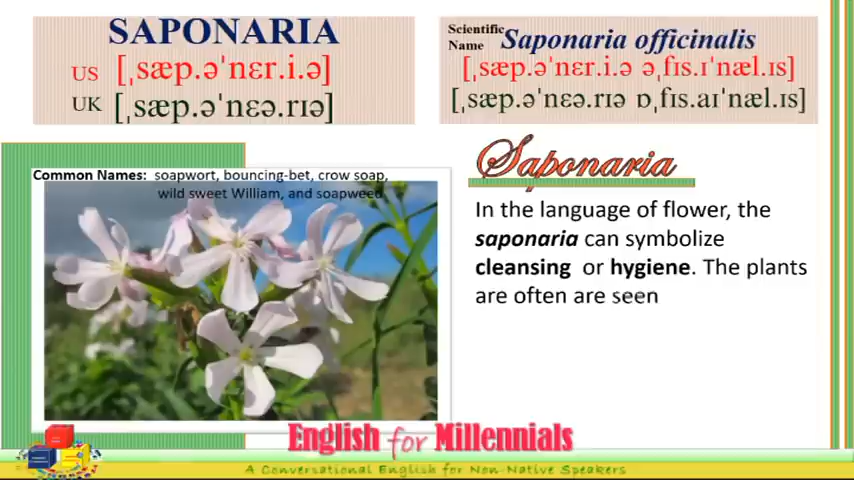 SAPONARIA
US [ˌsæp.əˈnɛr.i.ə]
UK [ˌsæp.əˈnɛə.rɪə]
Scientific Name Saponaria officinalis
[ˌsæp.əˈnɛr.i.ə əˌfɪs.ɪˈnæl.ɪs]
[ˌsæp.əˈnɛə.rɪə ɒˌfɪs.aɪˈnæl.ɪs]
Common Names: soapwort, bouncing-bet, crow soap,
wild sweet William, and soapweed
Saponaria
In the language of flower, the
saponaria can symbolize
cleansing or hygiene. The plants
are often are seen
English for Millennials
A Conversational English for Non-Native Speakers